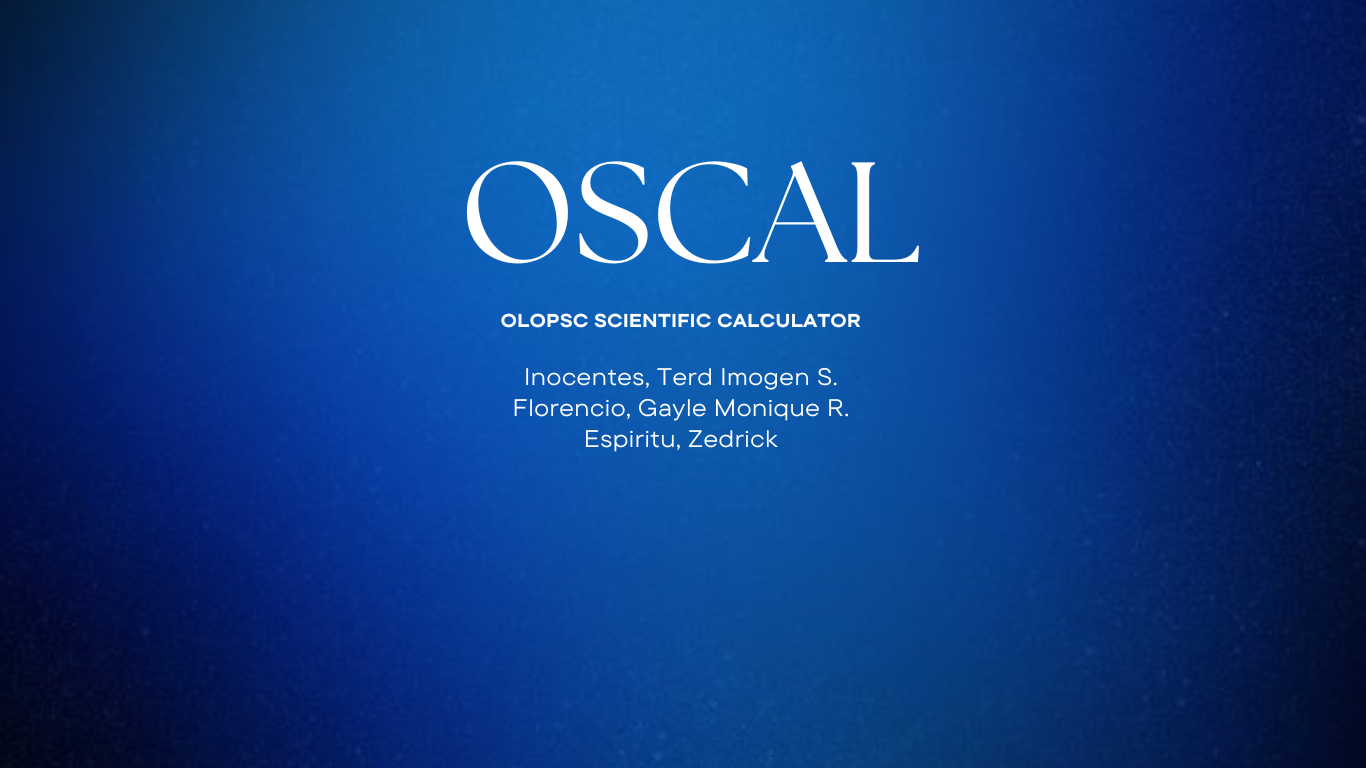 OSCAL
OLOPSC SCIENTIFIC CALCULATOR
Inocentes, Terd Imogen S.
Florencio, Gayle Monique R.
Espiritu, Zedrick